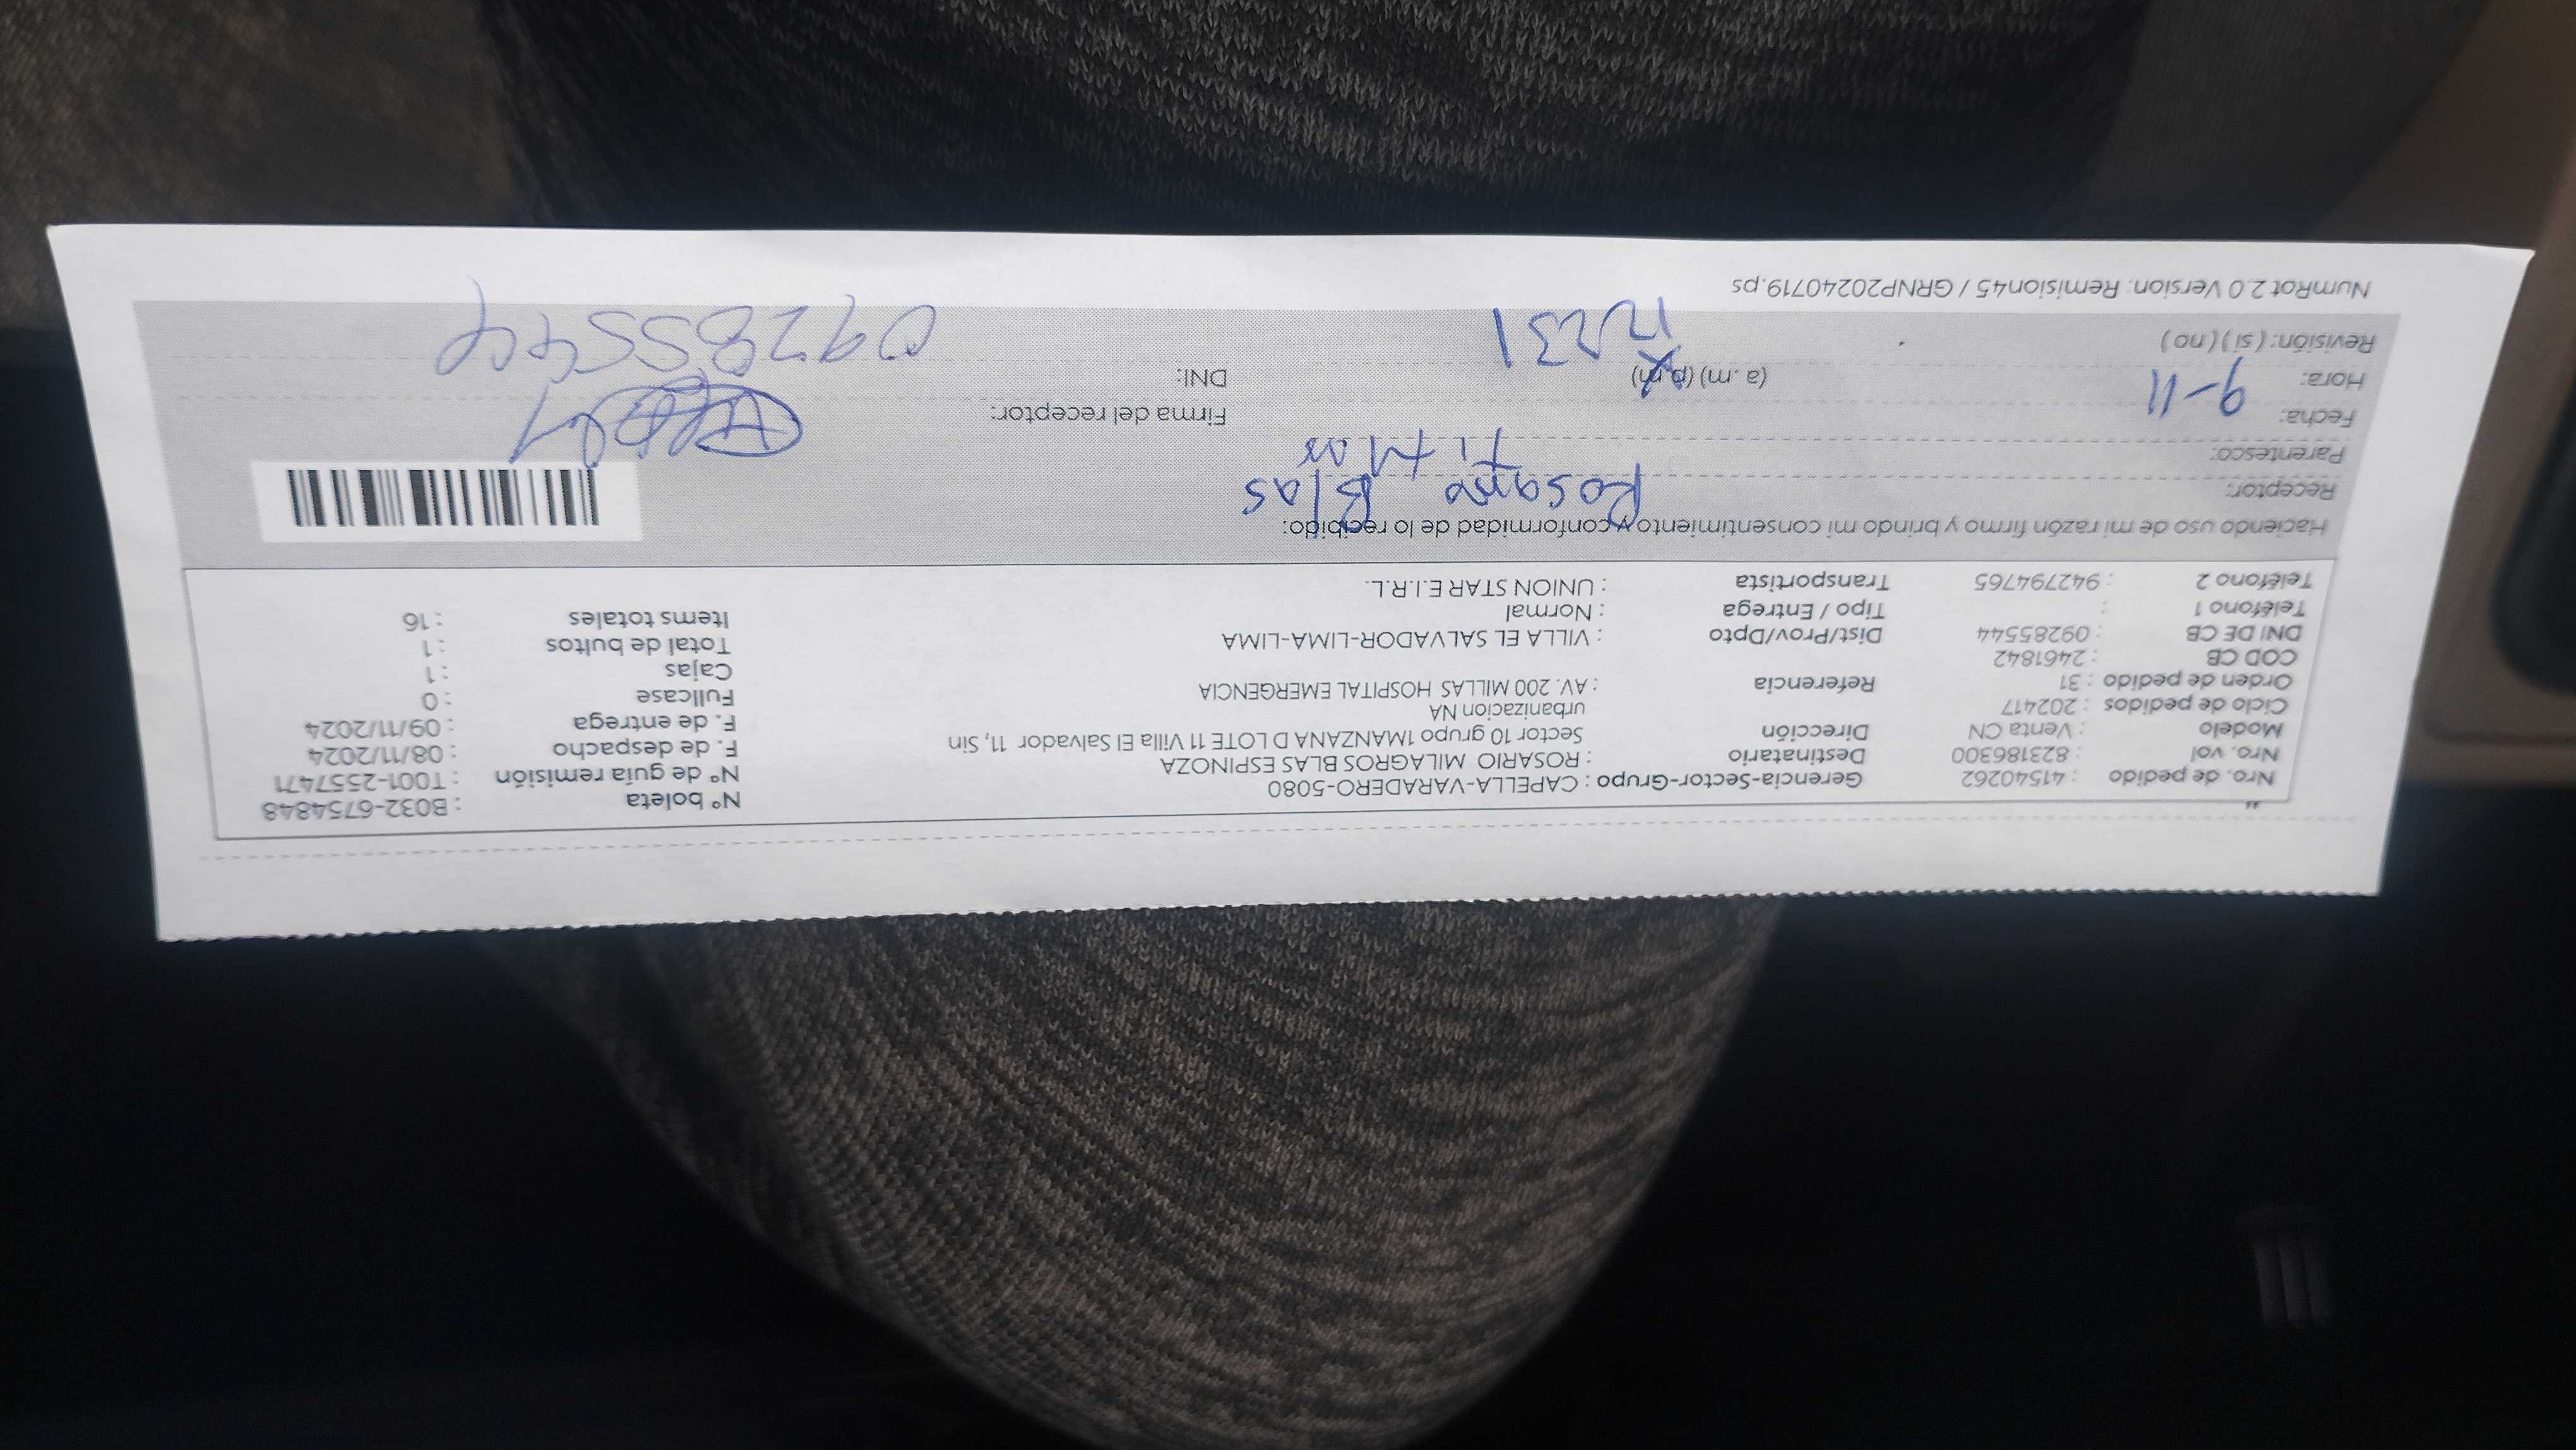 "
Nro. de pedido : 41540262 Gerencia-Sector-Grupo : CAPELLA-VARADERO-5080 N° boleta : B032-6754848
Nro. vol : 823186300 Destinatario : ROSARIO MILAGROS BLAS ESPINOZA N° de guía remisión : T001-2557471
Modelo : Venta CN Dirección Sector 10 grupo 1MANZANA D LOTE 11 Villa El Salvador 11, Sin F. de despacho : 08/11/2024
Ciclo de pedidos : 202417 urbanizacion NA F. de entrega : 09/11/2024
Orden de pedido : 31 Referencia : AV. 200 MILLAS HOSPITAL EMERGENCIA Fullcase : 0
COD CB : 2461842 Cajas : 1
DNI DE CB : 09285544 Dist/Prov/Dpto : VILLA EL SALVADOR-LIMA-LIMA Total de bultos : 1
Teléfono 1 : Tipo / Entrega : Normal Items totales : 16
Teléfono 2 : 942794765 Transportista : UNION STAR E.I.R.L.
Haciendo uso de mi razón firmo y brindo mi consentimiento y conformidad de lo recibido:
Receptor: Rosario Blas
Parentesco:
Fecha: 9-11 Firma del receptor:
Hora: (a.m) (p.m) DNI: 09285544
Revisión: (si) (no) 12231
NumRot 2.0 Version: Remision45 / GRNP20240719.ps